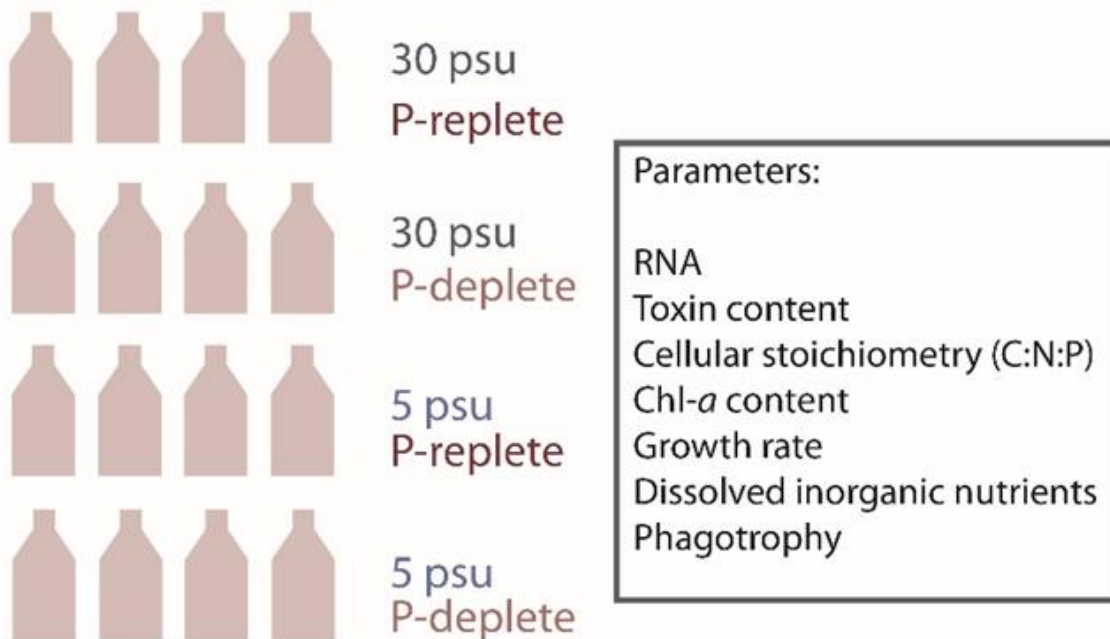 30 psu
P-replete
30 psu
P-deplete
5 psu
P-replete
5 psu
P-deplete
Parameters:
RNA
Toxin content
Cellular stoichiometry (C:N:P)
Chl-a content
Growth rate
Dissolved inorganic nutrients
Phagotrophy